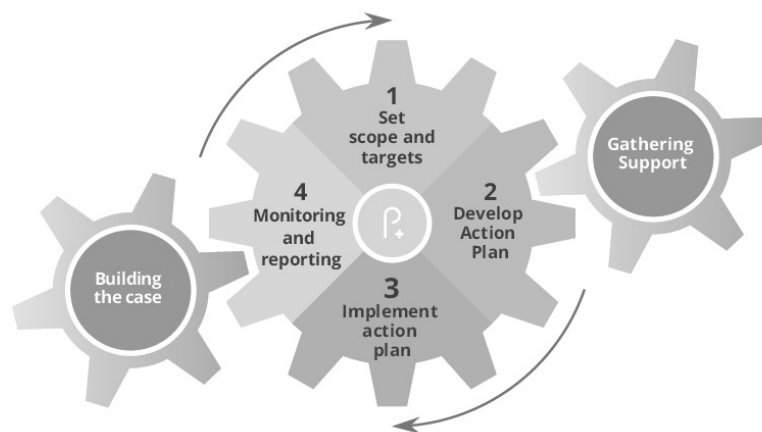 1
Set
scope and
targets
2
Develop
Action
Plan
3
Implement
action
plan
4
Monitoring
and
reporting
Building
the case
Gathering
Support